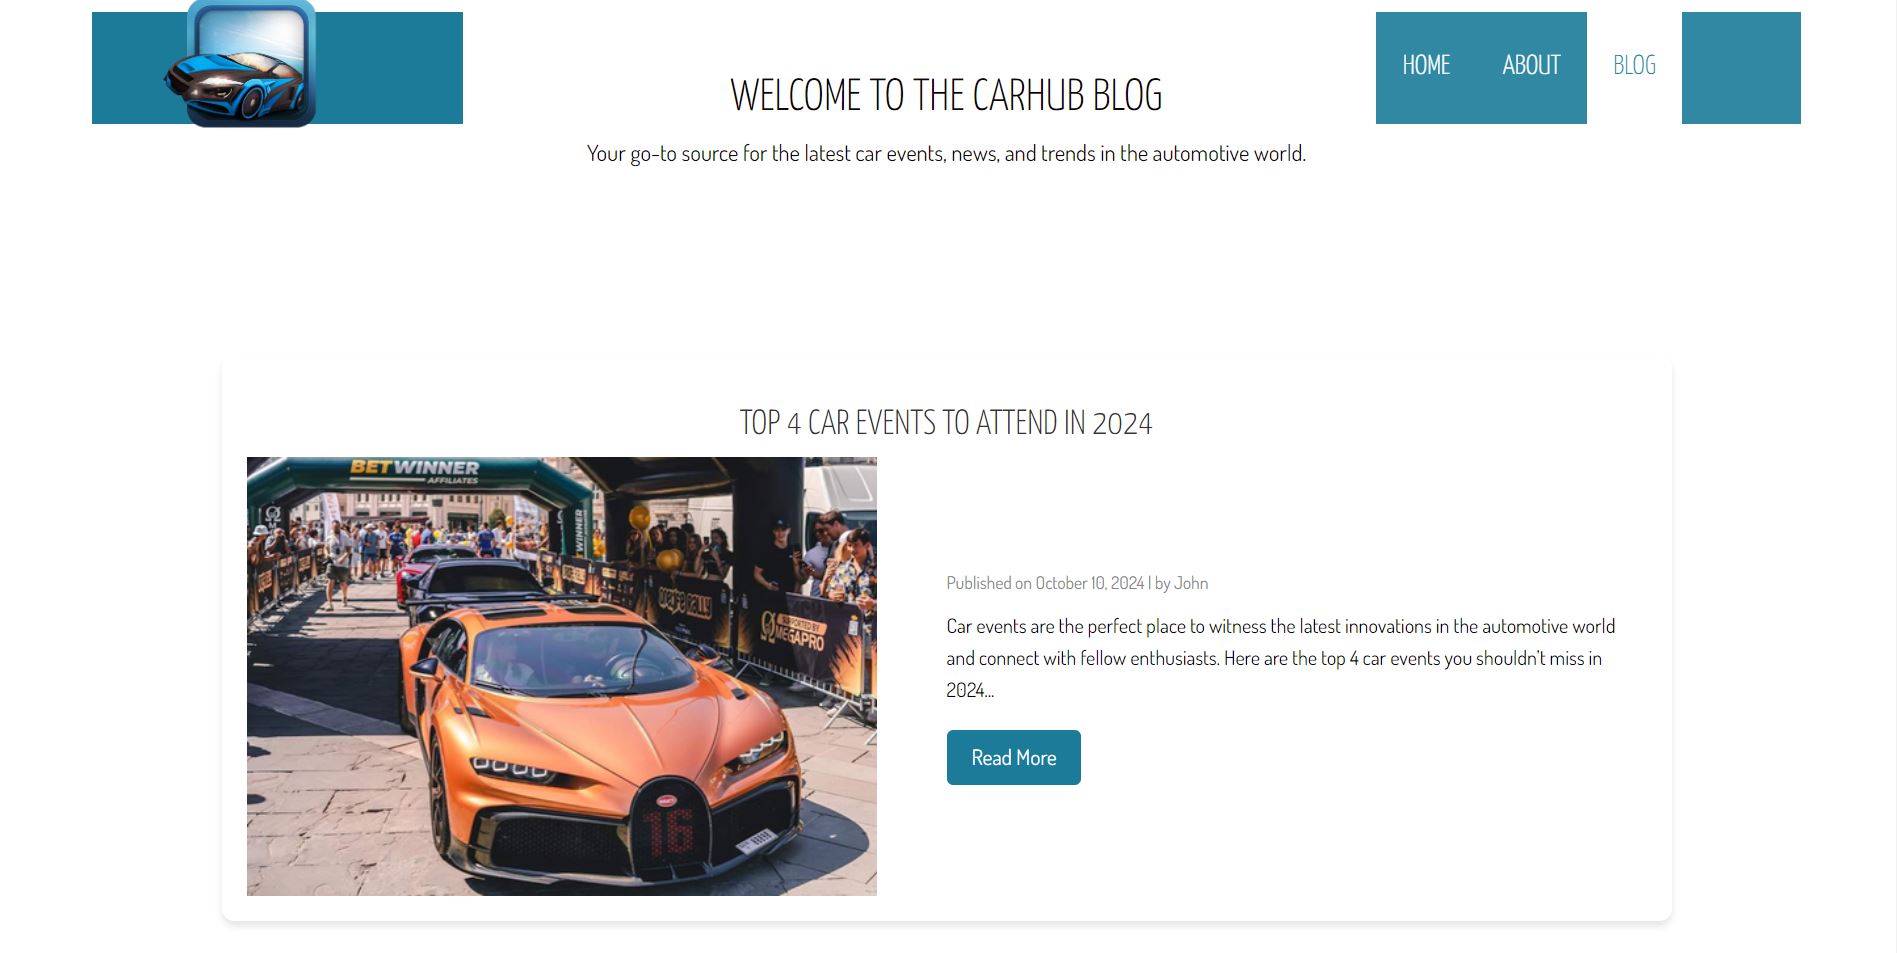 HOME ABOUT BLOG
WELCOME TO THE CARHUB BLOG
Your go-to source for the latest car events, news, and trends in the automotive world.
TOP 4 CAR EVENTS TO ATTEND IN 2024
BETWINNER
AFFILIATES
WINNER
ONELIFE RALLY
SUPPORTED BY
MEGAPRO
16
Published on October 10, 2024 | by John
Car events are the perfect place to witness the latest innovations in the automotive world
and connect with fellow enthusiasts. Here are the top 4 car events you shouldn't miss in
2024...
Read More